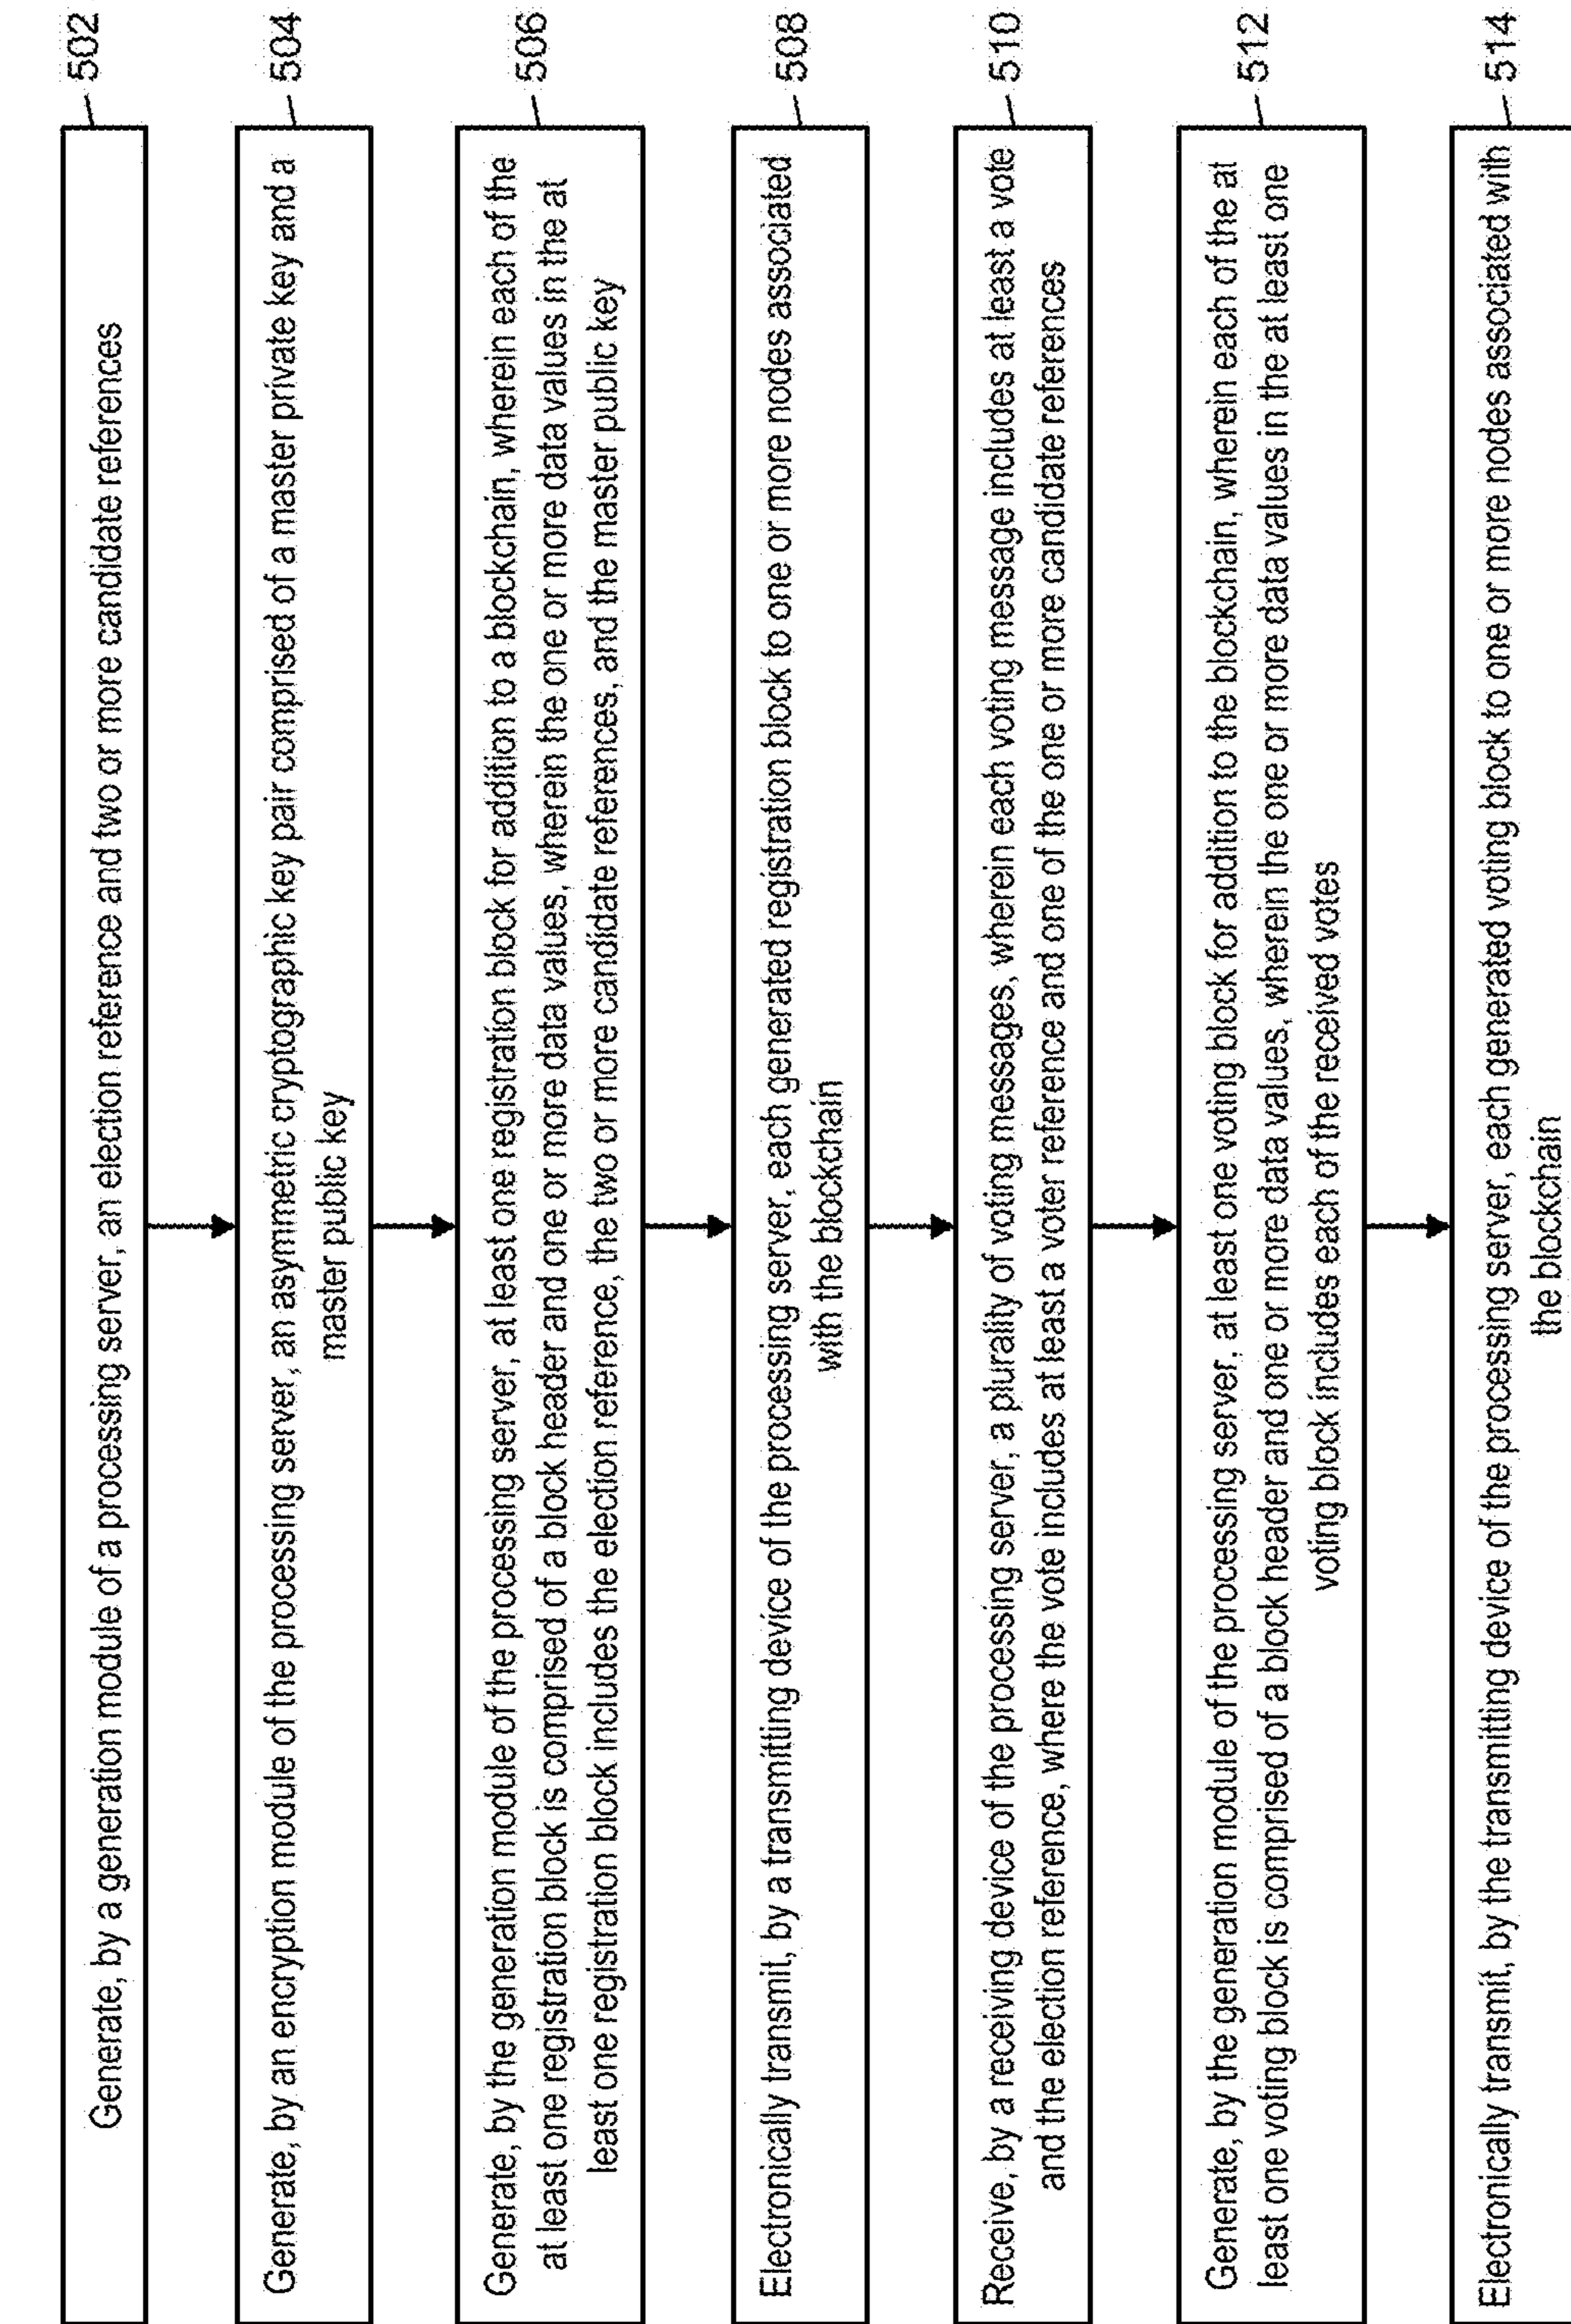 502
Generate, by a generation module of a processing server, an election reference and two or more candidate references
504
Generate, by an encryption module of the processing server, an asymmetric cryptographic key pair comprised of a master private key and a
master public key
506
Generate, by the generation module of the processing server, at least one registration block for addition to a blockchain, wherein each of the
at least one registration block is comprised of a block header and one or more data values, wherein the one or more data values in the at
least one registration block includes the election reference, the two or more candidate references, and the master public key
508
Electronically transmit, by a transmitting device of the processing server, each generated registration block to one or more nodes associated
with the blockchain
510
Receive, by a receiving device of the processing server, a plurality of voting messages, wherein each voting message includes at least a vote
and the election reference, where the vote includes at least a voter reference and one of the one or more candidate references
512
Generate, by the generation module of the processing server, at least one voting block for addition to the blockchain, wherein each of the at
least one voting block is comprised of a block header and one or more data values, wherein the one or more data values in the at least one
voting block includes each of the received votes
514
Electronically transmit, by the transmitting device of the processing server, each generated voting block to one or more nodes associated with
the blockchain